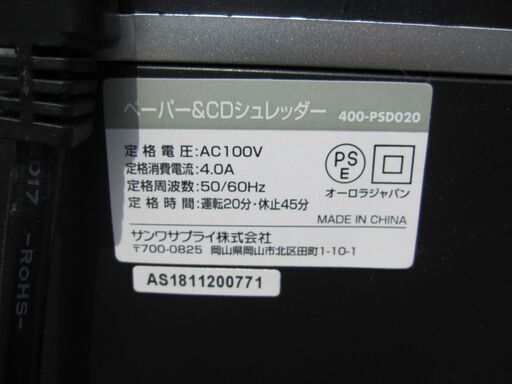 ペーパー&CDシュレッダー 400-PSD020
定格電圧:AC100V
定格消費電流:4.0A
定格周波数:50/60Hz
定格時間:運転20分・休止45分
PS
E
オーロラジャパン
MADE IN CHINA
サンワサプライ株式会社
〒700-0825 岡山県岡山市北区田町1-10-1
AS1811200771
2017
-RoHS-